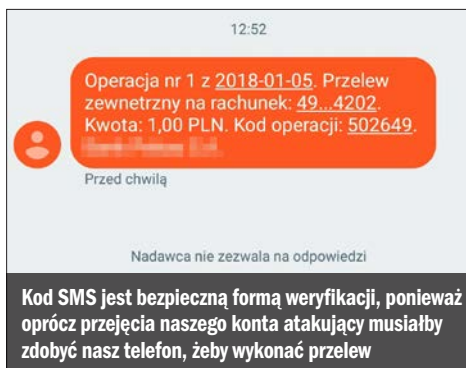 12:52
Operacja nr 1 z 2018-01-05. Przelew
zewnetrzny na rachunek: 49...4202.
Kwota: 1,00 PLN. Kod operacji: 502649.
Przed chwilą
Nadawca nie zezwala na odpowiedzi
Kod SMS jest bezpieczną formą weryfikacji, ponieważ
oprócz przejęcia naszego konta atakujący musiałby
zdobyć nasz telefon, żeby wykonać przelew